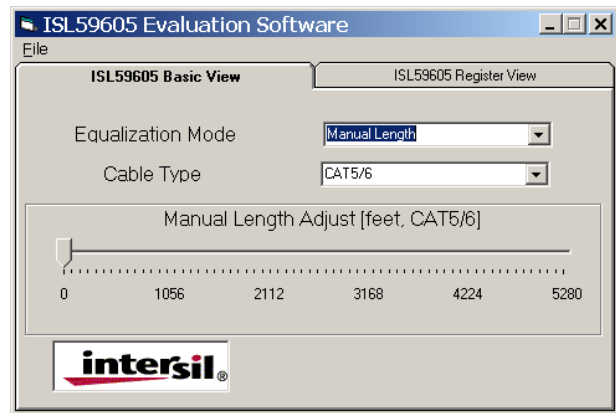 ISL59605 Evaluation Software
File
ISL59605 Basic View ISL59605 Register View
Equalization Mode Manual Length
Cable Type CAT5/6
Manual Length Adjust [feet, CAT5/6]
0 1056 2112 3168 4224 5280
intersil®